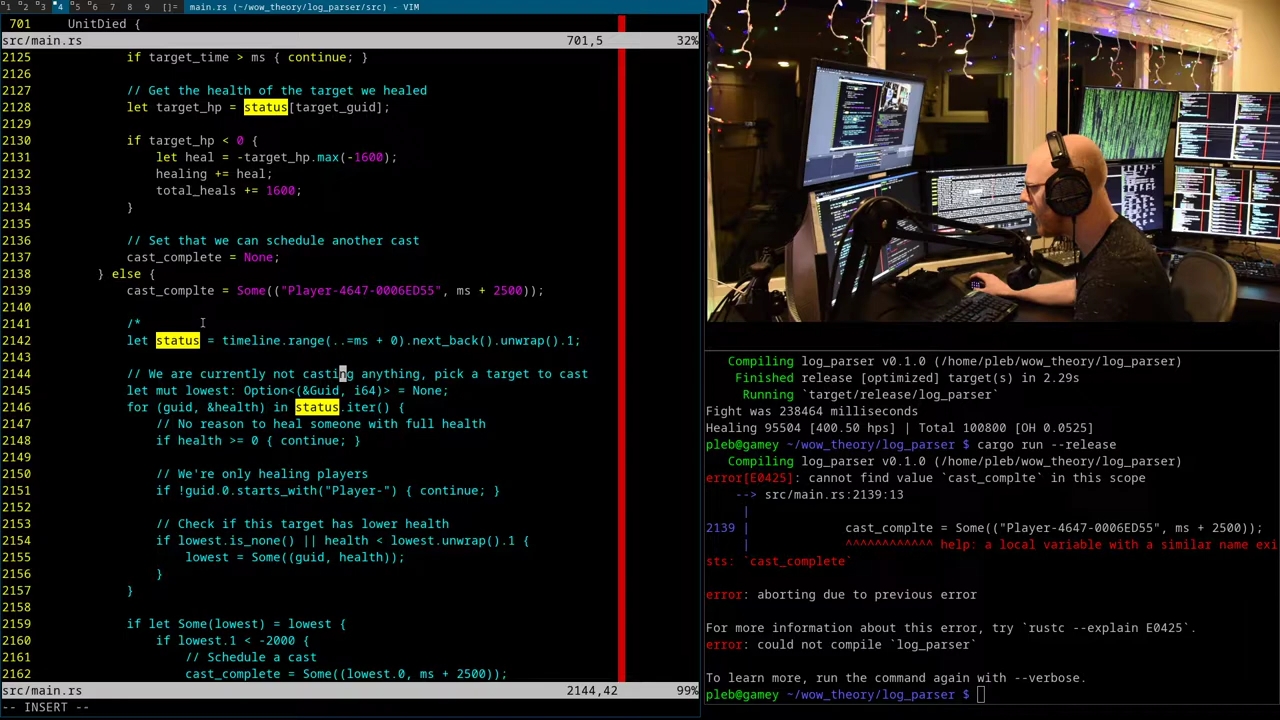 1 2 3 4 5 6 7 8 9 []= main.rs (~/wow_theory/log_parser/src) - VIM
701 UnitDied {
src/main.rs 701,5 32%
2125 if target_time > ms { continue; }
2126
2127 // Get the health of the target we healed
2128 let target_hp = status[target_guid];
2129
2130 if target_hp < 0 {
2131 let heal = -target_hp.max(-1600);
2132 healing += heal;
2133 total_heals += 1600;
2134 }
2135
2136 // Set that we can schedule another cast
2137 cast_complete = None;
2138 } else {
2139 cast_complte = Some(("Player-4647-0006ED55", ms + 2500));
2140
2141 /*
2142 let status = timeline.range(..=ms + 0).next_back().unwrap().1;
2143
2144 // We are currently not casting anything, pick a target to cast
2145 let mut lowest: Option<(&Guid, i64)> = None;
2146 for (guid, &health) in status.iter() {
2147 // No reason to heal someone with full health
2148 if health >= 0 { continue; }
2149
2150 // We're only healing players
2151 if !guid.0.starts_with("Player-") { continue; }
2152
2153 // Check if this target has lower health
2154 if lowest.is_none() || health < lowest.unwrap().1 {
2155 lowest = Some((guid, health));
2156 }
2157 }
2158
2159 if let Some(lowest) = lowest {
2160 if lowest.1 < -2000 {
2161 // Schedule a cast
2162 cast_complete = Some((lowest.0, ms + 2500));
src/main.rs 2144,42 99%
-- INSERT --
Compiling log_parser v0.1.0 (/home/pleb/wow_theory/log_parser)
Finished release [optimized] target(s) in 2.29s
Running `target/release/log_parser`
Fight was 238464 milliseconds
Healing 95504 [400.50 hps] | Total 100800 [OH 0.0525]
pleb@gamey ~/wow_theory/log_parser $ cargo run --release
Compiling log_parser v0.1.0 (/home/pleb/wow_theory/log_parser)
error[E0425]: cannot find value `cast_complte` in this scope
--> src/main.rs:2139:13
|
2139 | cast_complte = Some(("Player-4647-0006ED55", ms + 2500));
| ^^^^^^^^^^^^ help: a local variable with a similar name exi
sts: `cast_complete`
error: aborting due to previous error
For more information about this error, try `rustc --explain E0425`.
error: could not compile `log_parser`
To learn more, run the command again with --verbose.
pleb@gamey ~/wow_theory/log_parser $